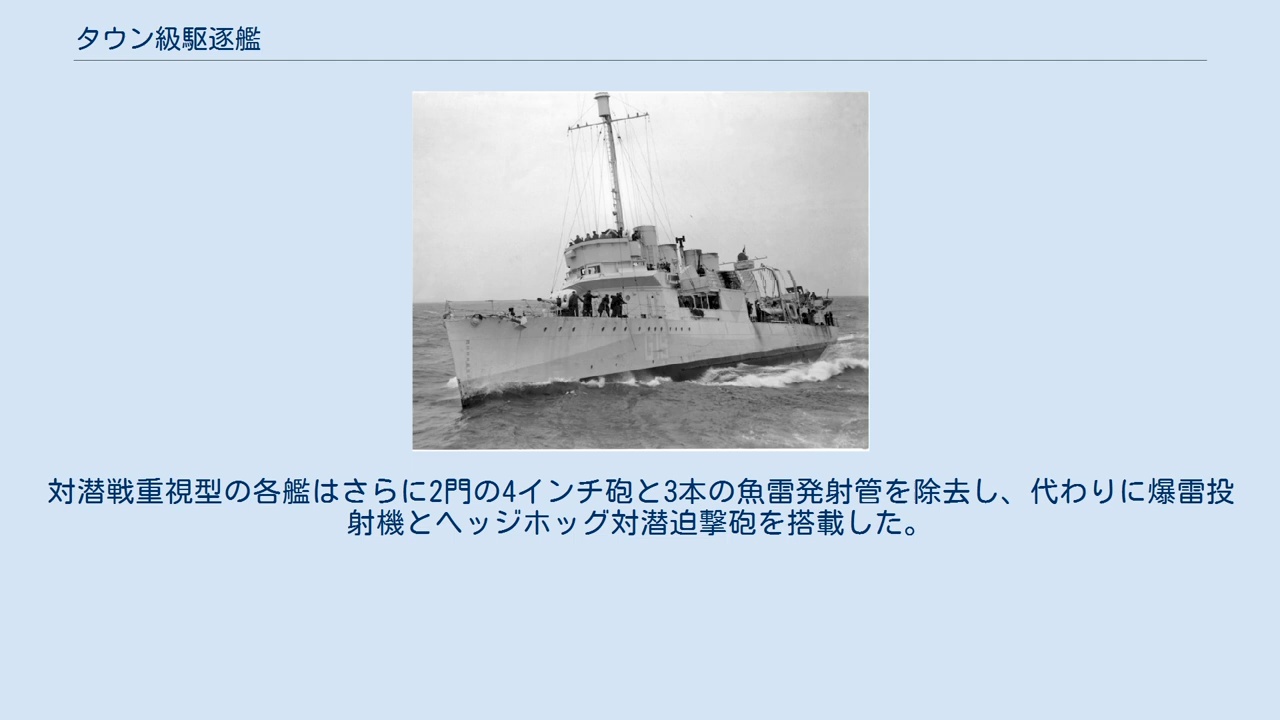 タウン級駆逐艦
対潜戦重視型の各艦はさらに2門の4インチ砲と3本の魚雷発射管を除去し、代わりに爆雷投
射機とヘッジホッグ対潜迫撃砲を搭載した。